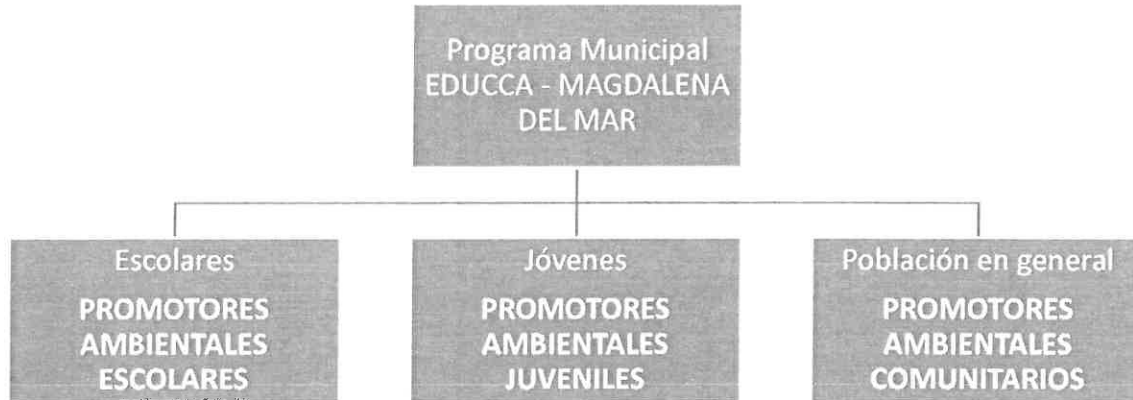 Programa Municipal
EDUCCA - MAGDALENA
DEL MAR
Escolares
PROMOTORES
AMBIENTALES
ESCOLARES
Jóvenes
PROMOTORES
AMBIENTALES
JUVENILES
Población en general
PROMOTORES
AMBIENTALES
COMUNITARIOS